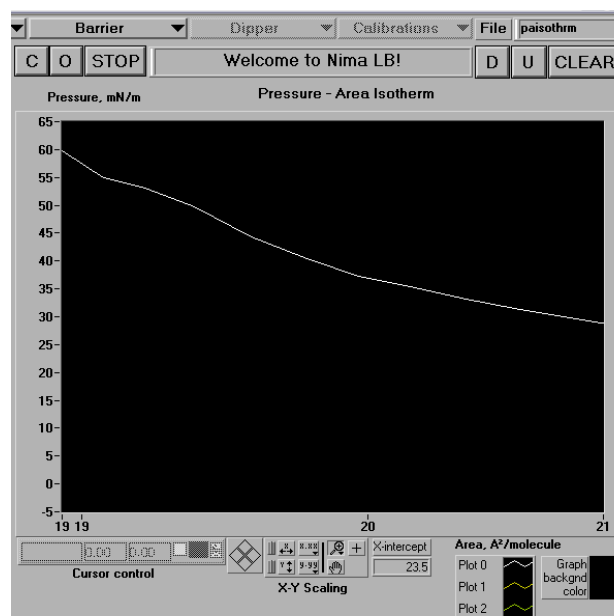 Barrier Dipper Calibrations File paisothrm
C O STOP Welcome to Nima LB! D U CLEAR
Pressure, mN/m Pressure - Area Isotherm
65-
60-
55-
50-
45-
40-
35-
30-
25-
20-
15-
10-
5-
0-
-5-
19 19 20 21
0.00 0.00 X X.XX + X-intercept Area, A²/molecule
Y Y.YY 23.5 Plot 0 Graph
Cursor control X-Y Scaling Plot 1 backgnd
Plot 2 color